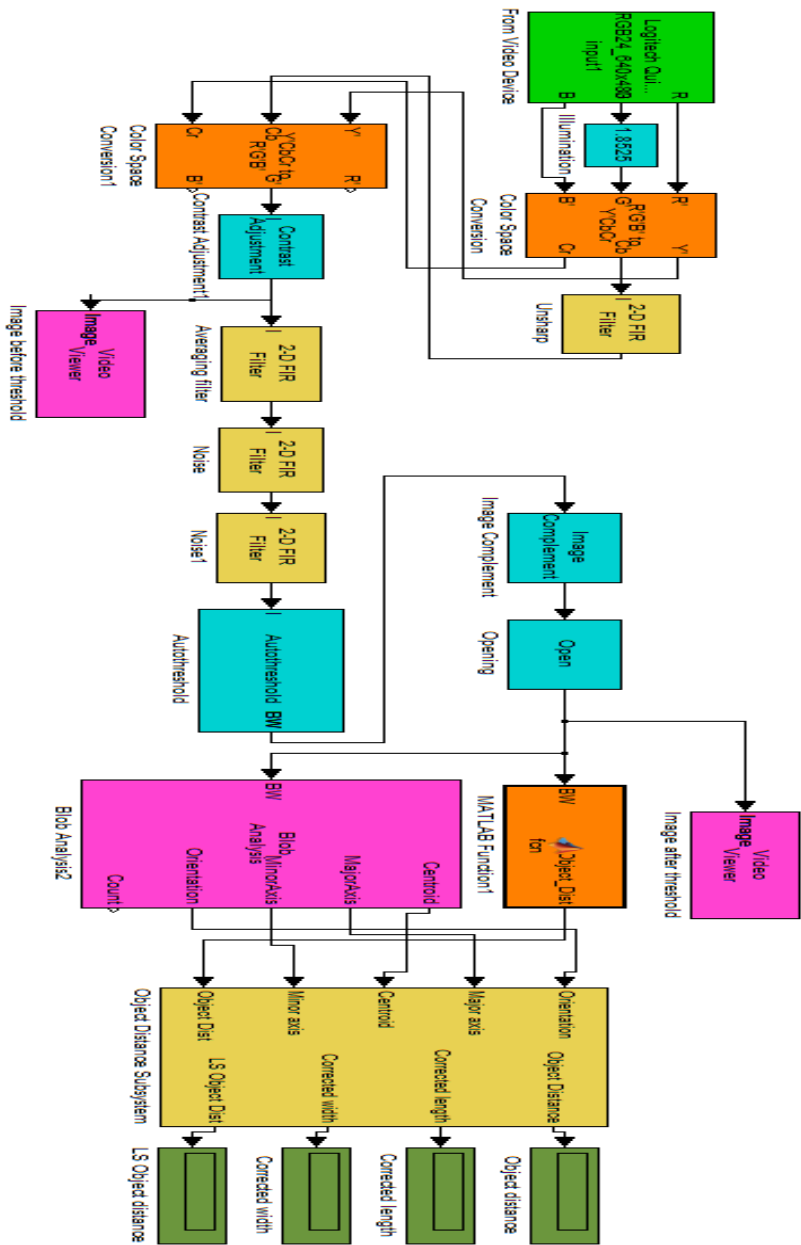 Logitech Qui...
RGB24_640x480
input1
R
B
From Video Device
1.8525
Illumination
R'
G'
B'
R'G'B' to
Y'CbCr
Y'
Cb
Cr
Color Space
Conversion
I
2-D FIR
Filter
Unsharp
Y'
Cb
Cr
Y'CbCr to
R'G'B'
R'
G'
B'
Color Space
Conversion1
I
Contrast
Adjustment
Contrast Adjustment1
Image
Video
Viewer
Image before threshold
I
2-D FIR
Filter
Averaging filter
I
2-D FIR
Filter
Noise
I
2-D FIR
Filter
Noise1
I
Autothreshold
BW
Autothreshold
Image
Complement
Image Complement
Open
Opening
Image
Video
Viewer
Image after threshold
BW
Object_Dist
fcn
MATLAB Function1
BW
Blob
Analysis
Centroid
MajorAxis
MinorAxis
Orientation
Count
Blob Analysis2
Orientation
Major axis
Centroid
Minor axis
Object Dist
Object Distance
Corrected length
Corrected width
LS Object Dist
Object Distance Subsystem
Object distance
Corrected length
Corrected width
LS Object distance